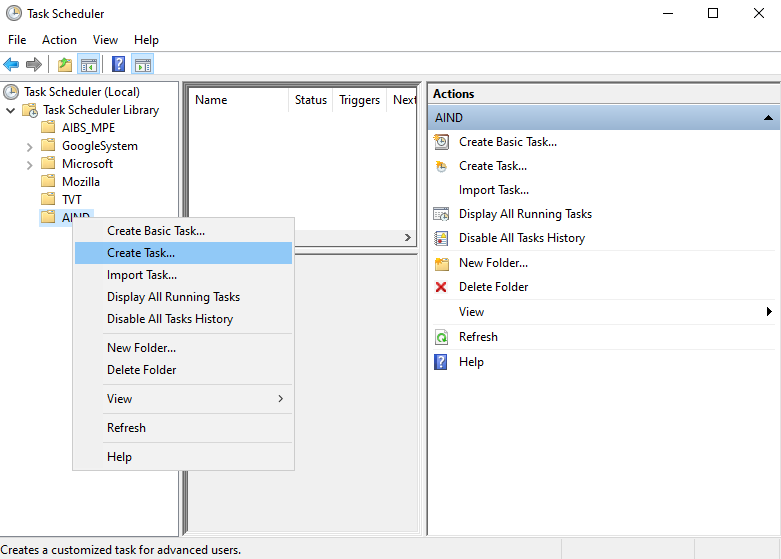 Task Scheduler
File Action View Help
Task Scheduler (Local)
Task Scheduler Library
AIBS_MPE
GoogleSystem
Microsoft
Mozilla
TVT
AIND
Create Basic Task...
Create Task...
Import Task...
Display All Running Tasks
Disable All Tasks History
New Folder...
Delete Folder
View
Refresh
Help
Name Status Triggers Next
Actions
AIND
Create Basic Task...
Create Task...
Import Task...
Display All Running Tasks
Disable All Tasks History
New Folder...
Delete Folder
View
Refresh
Help
Creates a customized task for advanced users.